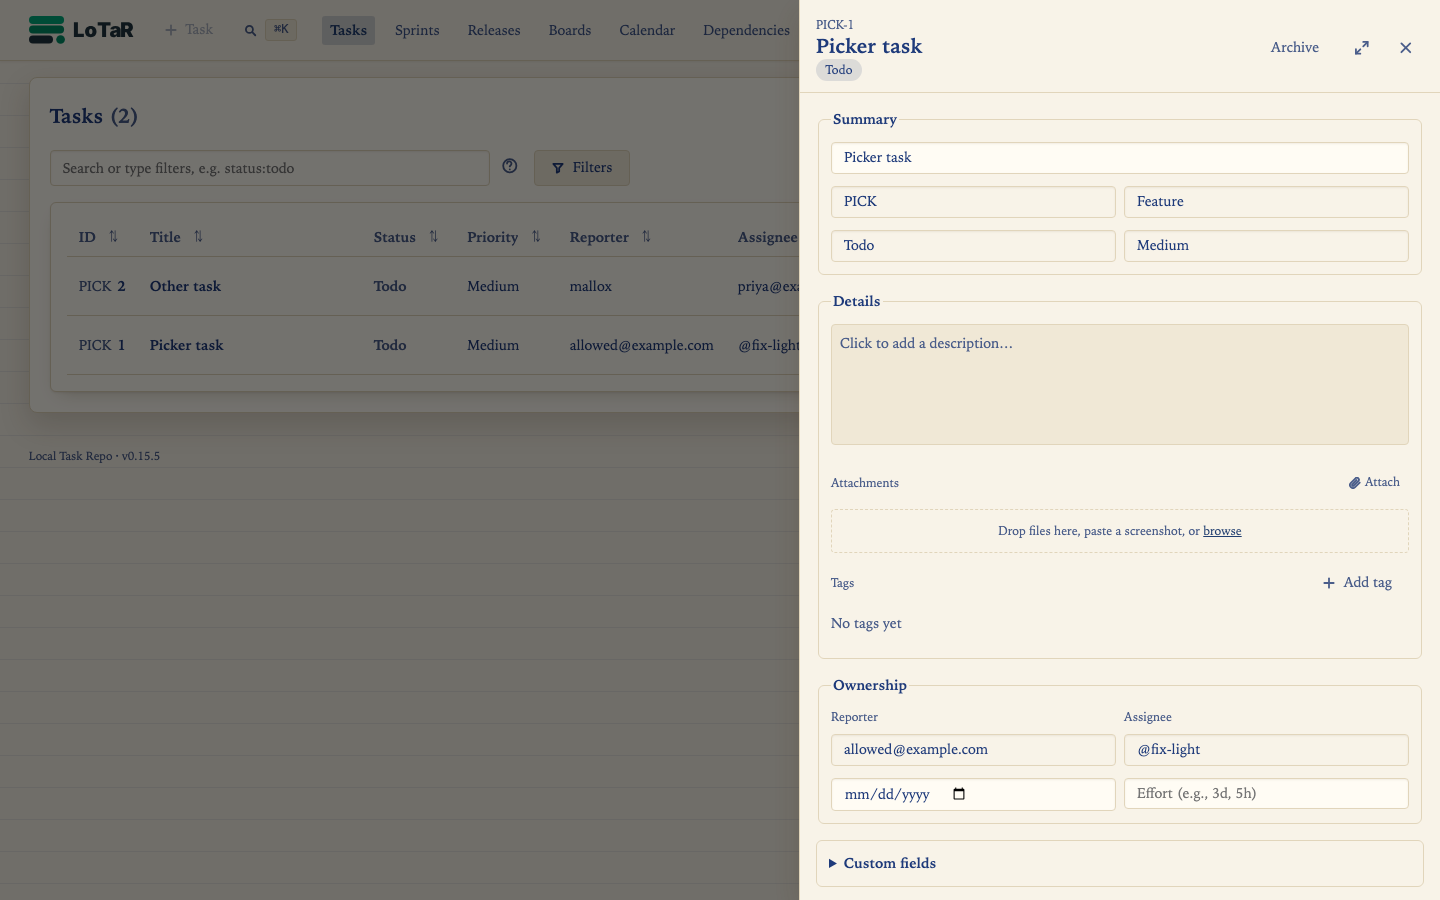 LoTaR
Task
⌘K
Tasks
Sprints
Releases
Boards
Calendar
Dependencies
Tasks (2)
Search or type filters, e.g. status:todo
Filters
ID Title Status Priority Reporter Assignee
PICK 2 Other task Todo Medium mallox priya@exa
PICK 1 Picker task Todo Medium allowed@example.com @fix-light
Local Task Repo · v0.15.5
PICK-1
Picker task
Todo
Archive
Summary
Picker task
PICK Feature
Todo Medium
Details
Click to add a description...
Attachments Attach
Drop files here, paste a screenshot, or browse
Tags Add tag
No tags yet
Ownership
Reporter Assignee
allowed@example.com @fix-light
mm/dd/yyyy Effort (e.g., 3d, 5h)
Custom fields